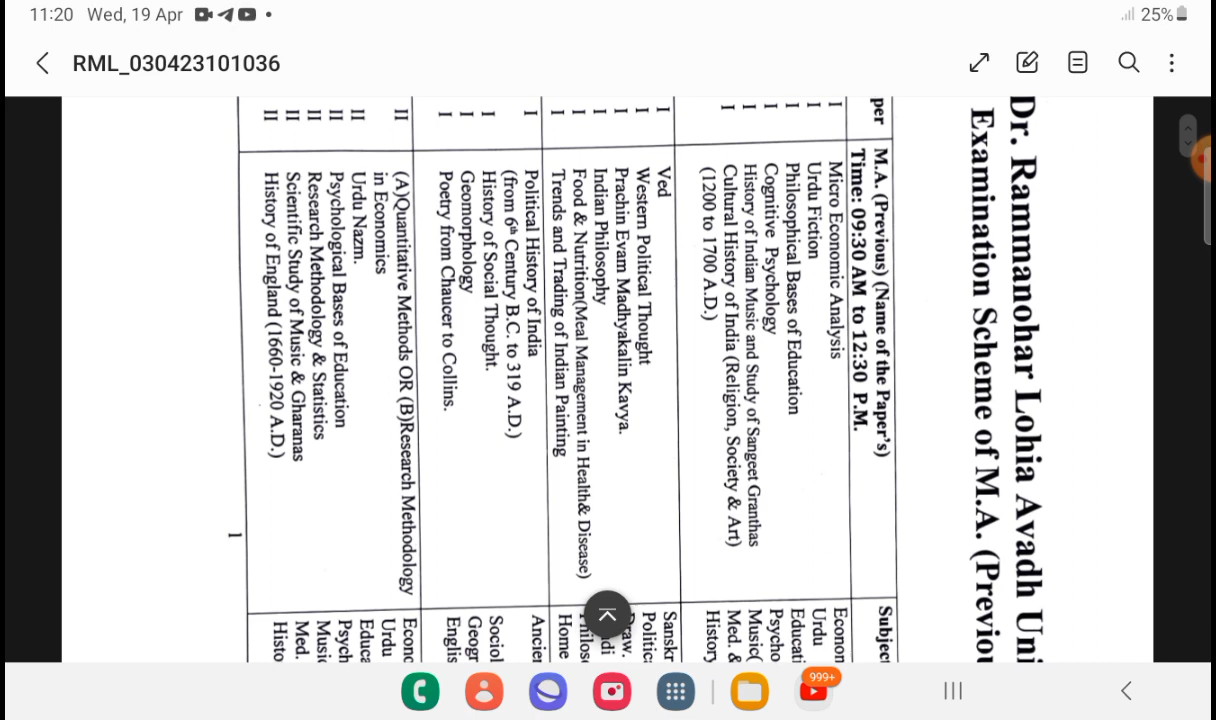 11:20 Wed, 19 Apr
25%
RML_030423101036
Dr. Rammanohar Lohia Avadh Uni
Examination Scheme of M.A. (Previou
per
M.A. (Previous) (Name of the Paper's)
Time: 09:30 AM to 12:30 P.M.
Subjec
I Micro Economic Analysis Econon
I Urdu Fiction Urdu
I Philosophical Bases of Education Educati
I Cognitive Psychology Psycho
I History of Indian Music and Study of Sangeet Granthas Music(
I Cultural History of India (Religion, Society & Art) Med. &
(1200 to 1700 A.D.) History
I Ved Sanskr
I Western Political Thought Politic
I Prachin Evam Madhyakalin Kavya. ndi
I Indian Philosophy Philos
I Food & Nutrition(Meal Management in Health& Disease) Home
I Trends and Trading of Indian Painting raw.
I Political History of India Ancien
(from 6th Century B.C. to 319 A.D.)
I History of Social Thought. Sociol
I Geomorphology Geogr
I Poetry from Chaucer to Collins. Englis
II (A)Quantitative Methods OR (B)Research Methodology Econo
in Economics
II Urdu Nazm. Urdu
II Psychological Bases of Education Educa
II Research Methodology & Statistics Psych
II Scientific Study of Music & Gharanas Music
II History of England (1660-1920 A.D.) Med.
Histo
1
999+